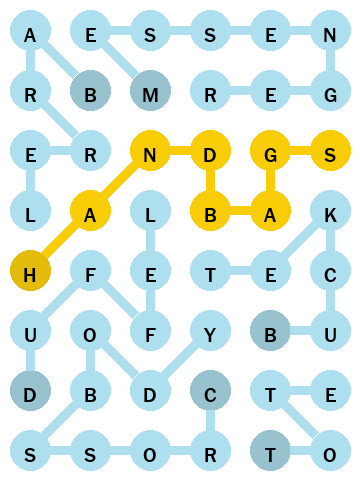 A E S S E N
R B M R E G
E R N D G S
L A L B A K
H F E T E C
U O F Y B U
D B D C T E
S S O R T O